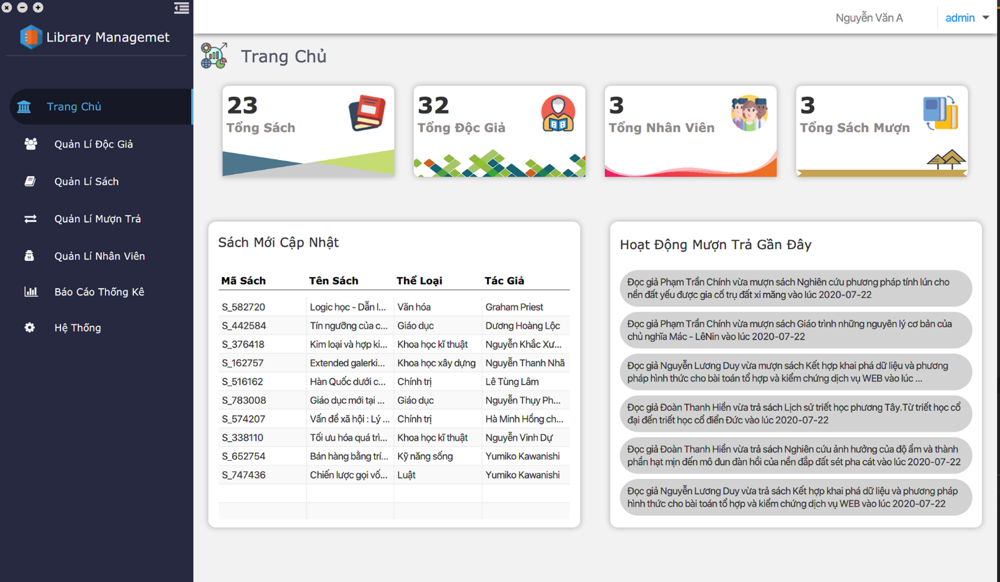 Library Managemet
Nguyễn Văn A
admin
Trang Chủ
Trang Chủ
Quản Lí Độc Giả
Quản Lí Sách
Quản Lí Mượn Trả
Quản Lí Nhân Viên
Báo Cáo Thống Kê
Hệ Thống
23
Tổng Sách
32
Tổng Độc Giả
3
Tổng Nhân Viên
3
Tổng Sách Mượn
Sách Mới Cập Nhật
Mã Sách Tên Sách Thể Loại Tác Giả
S_582720 Logic học - Dẫn l... Văn hóa Graham Priest
S_442584 Tín ngưỡng của c... Giáo dục Dương Hoàng Lộc
S_376418 Kim loại và hợp ki... Khoa học kĩ thuật Nguyễn Khắc Xư...
S_162757 Extended galerki... Khoa học xây dựng Nguyễn Thanh Nhã
S_516162 Hàn Quốc dưới c... Chính trị Lê Tùng Lâm
S_783008 Giáo dục mới tại ... Giáo dục Nguyễn Thụy Ph...
S_574207 Vấn đề xã hội : Lý ... Chính trị Hà Minh Hồng ch...
S_338110 Tối ưu hóa quá trì... Khoa học kĩ thuật Nguyễn Vinh Dự
S_652754 Bán hàng bằng trí... Kỹ năng sống Yumiko Kawanishi
S_747436 Chiến lược gọi vố... Luật Yumiko Kawanishi
Hoạt Động Mượn Trả Gần Đây
Đọc giả Phạm Trần Chính vừa mượn sách Nghiên cứu phương pháp tính lún cho
nền đất yếu được gia cố trụ đất xi măng vào lúc 2020-07-22
Đọc giả Phạm Trần Chính vừa mượn sách Giáo trình những nguyên lý cơ bản của
chủ nghĩa Mác - LêNin vào lúc 2020-07-22
Đọc giả Nguyễn Lương Duy vừa mượn sách Kết hợp khai phá dữ liệu và phương
pháp hình thức cho bài toán tổ hợp và kiểm chứng dịch vụ WEB vào lúc ...
Đọc giả Đoàn Thanh Hiền vừa trả sách Lịch sử triết học phương Tây.Từ triết học cổ
đại đến triết học cổ điển Đức vào lúc 2020-07-22
Đọc giả Đoàn Thanh Hiền vừa trả sách Nghiên cứu ảnh hưởng của độ ẩm và thành
phần hạt mịn đến mô đun đàn hồi của nền đắp đất sét pha cát vào lúc 2020-07-22
Đọc giả Nguyễn Lương Duy vừa trả sách Kết hợp khai phá dữ liệu và phương pháp
hình thức cho bài toán tổ hợp và kiểm chứng dịch vụ WEB vào lúc 2020-07-22